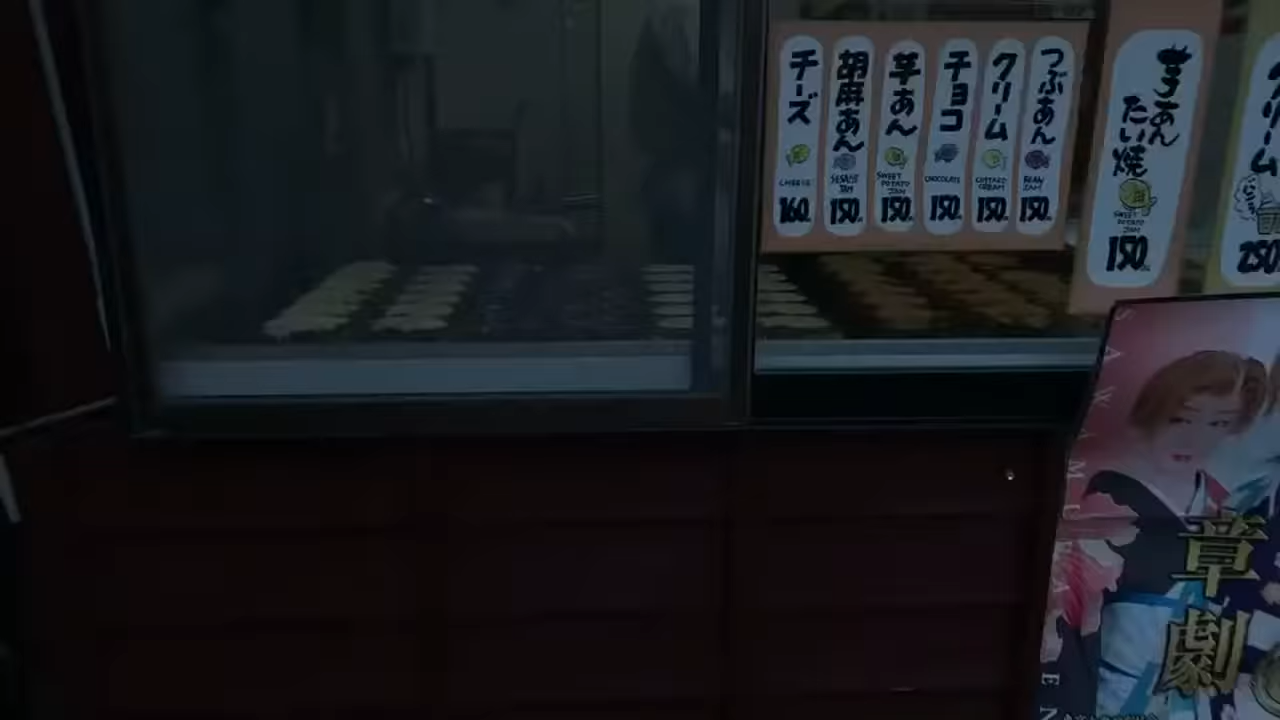 チーズ
CHEESE
160
胡麻あん
SESAME
JAM
150
芋あん
SWEET
POTATO
JAM
150
チョコ
CHOCOLATE
150
クリーム
CUSTARD
CREAM
150
つぶあん
BEAN
JAM
150
芋あん
たい焼
SWEET
POTATO
JAM
150
クリーム
250
章
劇